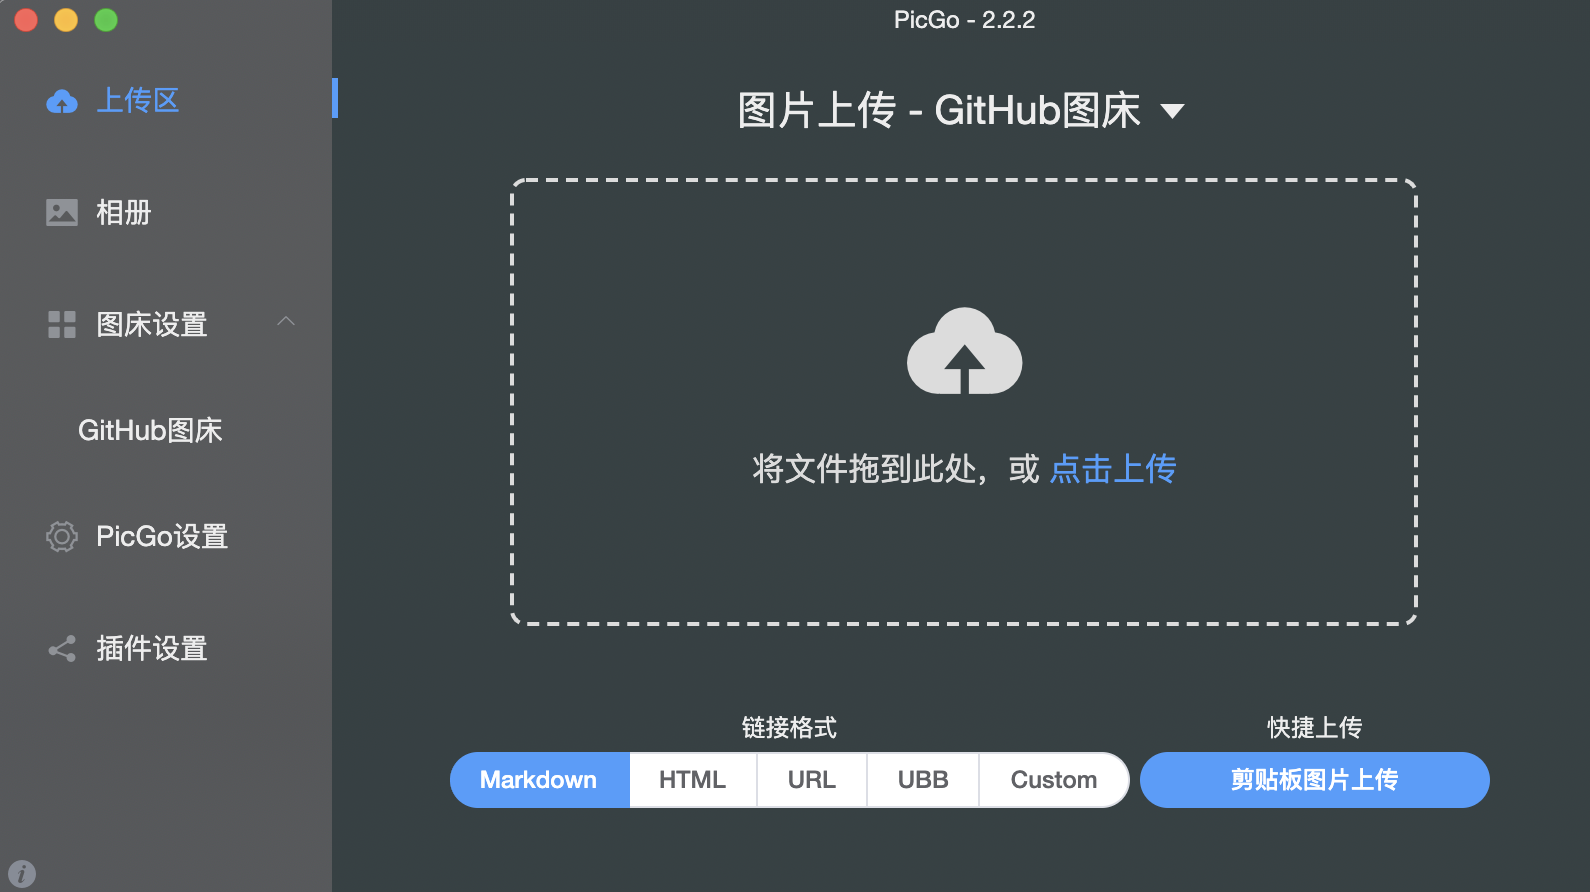 PicGo - 2.2.2
上传区
相册
图床设置
GitHub图床
PicGo设置
插件设置
图片上传 - GitHub图床
将文件拖到此处，或 点击上传
链接格式
Markdown HTML URL UBB Custom
快捷上传
剪贴板图片上传
i